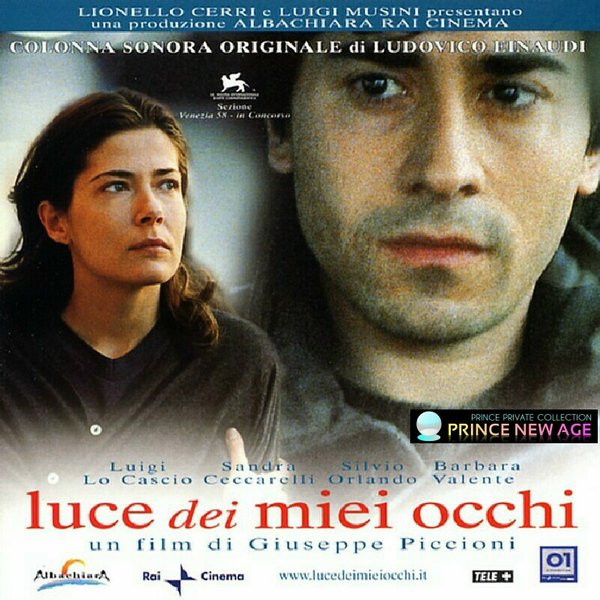 LIONELLO CERRI e LUIGI MUSINI presentano
una produzione ALBACHIARA RAI CINEMA
COLONNA SONORA ORIGINALE di LUDOVICO EINAUDI
Sezione
Venezia 58 - in Concorso
PRINCE PRIVATE COLLECTION
PRINCE NEW AGE
Luigi Sandra Silvio Barbara
Lo Cascio Ceccarelli Orlando Valente
luce dei miei occhi
un film di Giuseppe Piccioni
AlbachiarA
Rai Cinema
www.lucedeimieiocchi.it
TELE+
01